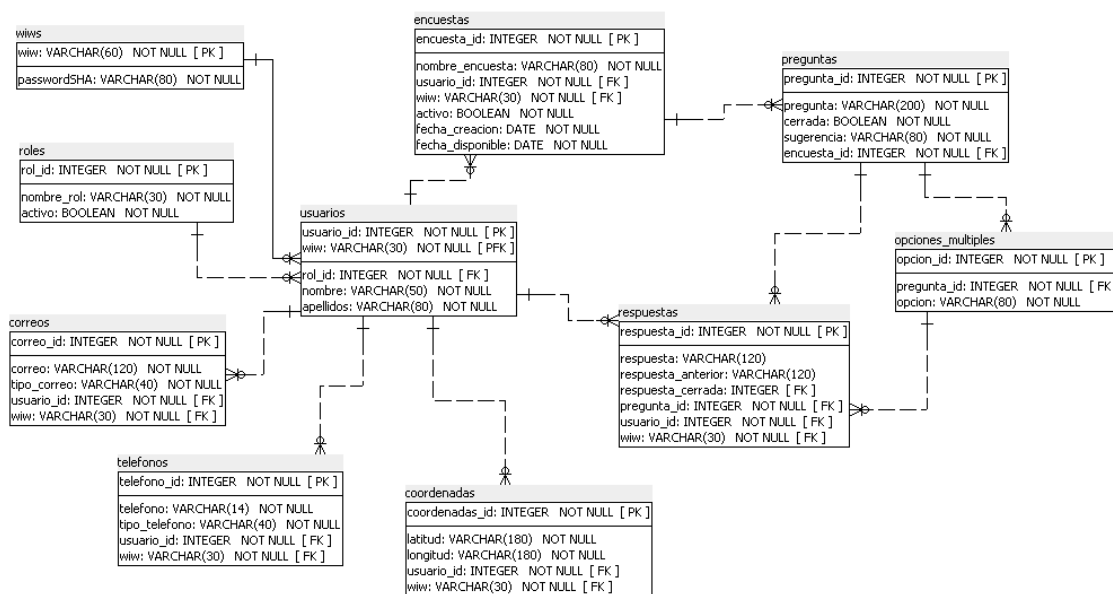 wiws
wiw: VARCHAR(60) NOT NULL [ PK ]
passwordSHA: VARCHAR(80) NOT NULL
encuestas
encuesta_id: INTEGER NOT NULL [ PK ]
nombre_encuesta: VARCHAR(80) NOT NULL
usuario_id: INTEGER NOT NULL [ FK ]
wiw: VARCHAR(30) NOT NULL [ FK ]
activo: BOOLEAN NOT NULL
fecha_creacion: DATE NOT NULL
fecha_disponible: DATE NOT NULL
preguntas
pregunta_id: INTEGER NOT NULL [ PK ]
pregunta: VARCHAR(200) NOT NULL
cerrada: BOOLEAN NOT NULL
sugerencia: VARCHAR(80) NOT NULL
encuesta_id: INTEGER NOT NULL [ FK ]
roles
rol_id: INTEGER NOT NULL [ PK ]
nombre_rol: VARCHAR(30) NOT NULL
activo: BOOLEAN NOT NULL
usuarios
usuario_id: INTEGER NOT NULL [ PK ]
wiw: VARCHAR(30) NOT NULL [ PFK ]
rol_id: INTEGER NOT NULL [ FK ]
nombre: VARCHAR(50) NOT NULL
apellidos: VARCHAR(80) NOT NULL
opciones_multiples
opcion_id: INTEGER NOT NULL [ PK ]
pregunta_id: INTEGER NOT NULL [ FK ]
opcion: VARCHAR(80) NOT NULL
correos
correo_id: INTEGER NOT NULL [ PK ]
correo: VARCHAR(120) NOT NULL
tipo_correo: VARCHAR(40) NOT NULL
usuario_id: INTEGER NOT NULL [ FK ]
wiw: VARCHAR(30) NOT NULL [ FK ]
respuestas
respuesta_id: INTEGER NOT NULL [ PK ]
respuesta: VARCHAR(120)
respuesta_anterior: VARCHAR(120)
respuesta_cerrada: INTEGER [ FK ]
pregunta_id: INTEGER NOT NULL [ FK ]
usuario_id: INTEGER NOT NULL [ FK ]
wiw: VARCHAR(30) NOT NULL [ FK ]
telefonos
telefono_id: INTEGER NOT NULL [ PK ]
telefono: VARCHAR(14) NOT NULL
tipo_telefono: VARCHAR(40) NOT NULL
usuario_id: INTEGER NOT NULL [ FK ]
wiw: VARCHAR(30) NOT NULL [ FK ]
coordenadas
coordenadas_id: INTEGER NOT NULL [ PK ]
latitud: VARCHAR(180) NOT NULL
longitud: VARCHAR(180) NOT NULL
usuario_id: INTEGER NOT NULL [ FK ]
wiw: VARCHAR(30) NOT NULL [ FK ]